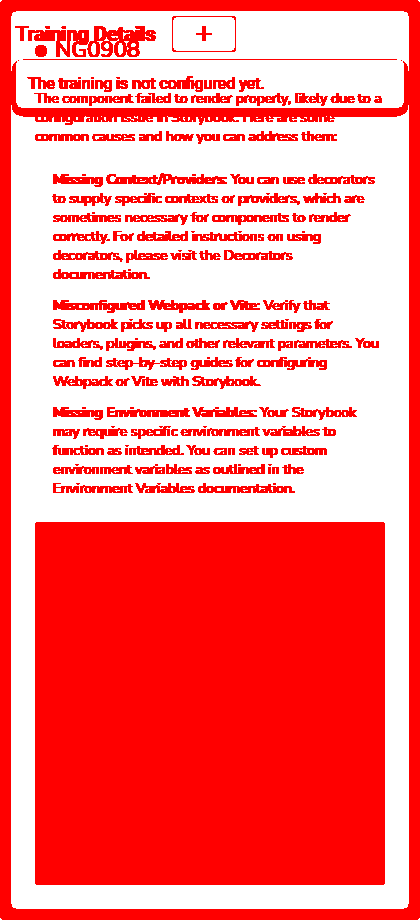 Training Details +
NG0908
The training is not configured yet.
The component failed to render properly, likely due to a
configuration issue in Storybook. Here are some
common causes and how you can address them:
Missing Context/Providers: You can use decorators
to supply specific contexts or providers, which are
sometimes necessary for components to render
correctly. For detailed instructions on using
decorators, please visit the Decorators
documentation.
Misconfigured Webpack or Vite: Verify that
Storybook picks up all necessary settings for
loaders, plugins, and other relevant parameters. You
can find step-by-step guides for configuring
Webpack or Vite with Storybook.
Missing Environment Variables: Your Storybook
may require specific environment variables to
function as intended. You can set up custom
environment variables as outlined in the
Environment Variables documentation.